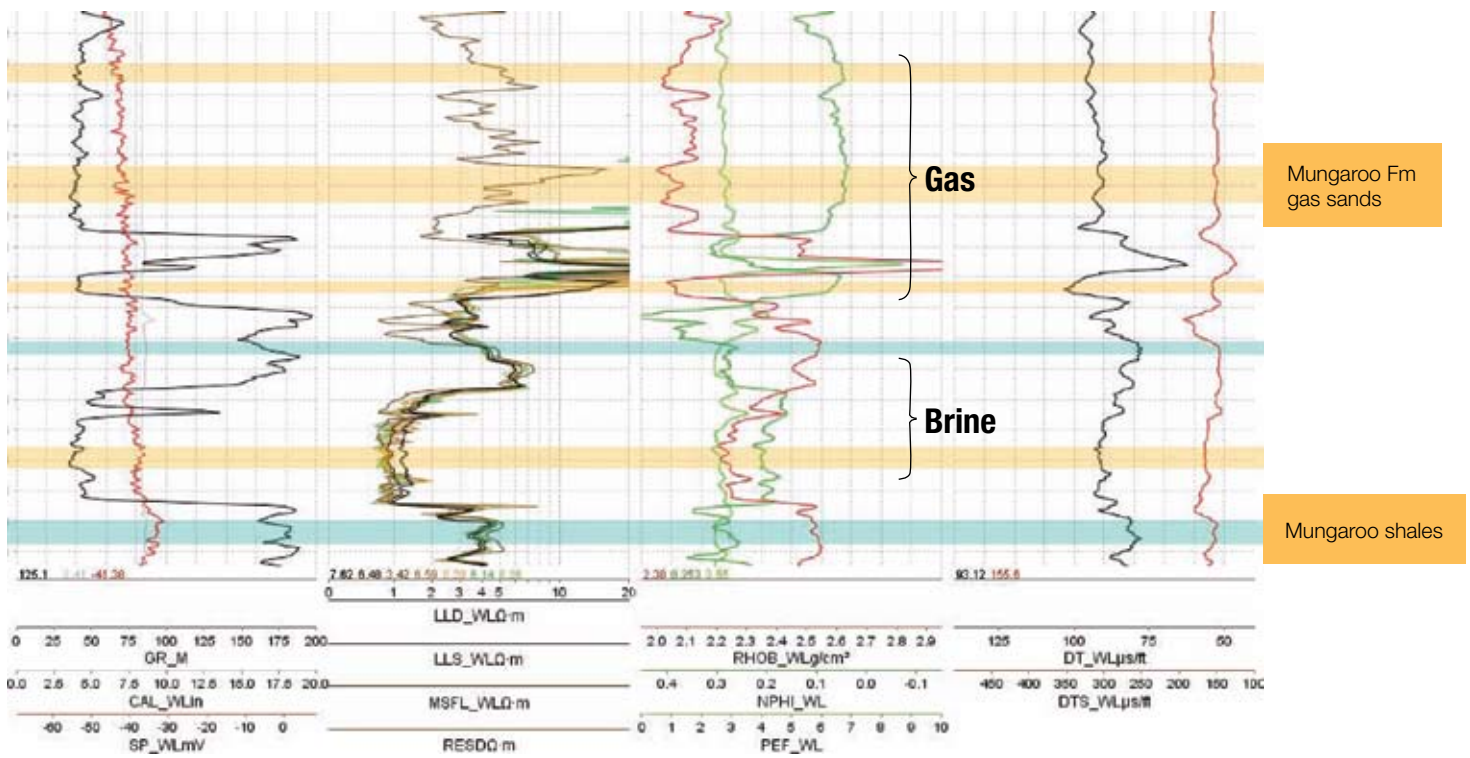 Gas
Mungaroo Fm
gas sands
Brine
Mungaroo shales
125.1 -41.38
7.62 6.48 3.42 6.59
2.38 0.253
93.12 155.6
0 1 2 3 4 5 10 20
LLD_WLΩ·m
0 25 50 75 100 125 150 175 200
GR_M
LLS_WLΩ·m
2.0 2.1 2.2 2.3 2.4 2.5 2.6 2.7 2.8 2.9
RHOB_WLg/cm³
125 100 75 50
DT_WLµs/ft
0.0 2.5 5.0 7.5 10.0 12.5 15.0 17.5 20.0
CAL_WLin
MSFL_WLΩ·m
0.4 0.3 0.2 0.1 0.0 -0.1
NPHI_WL
450 400 350 300 250 200 150 100
DTS_WLµs/ft
-60 -50 -40 -30 -20 -10 0
SP_WLmV
RESDΩ·m
0 1 2 3 4 5 6 7 8 9 10
PEF_WL